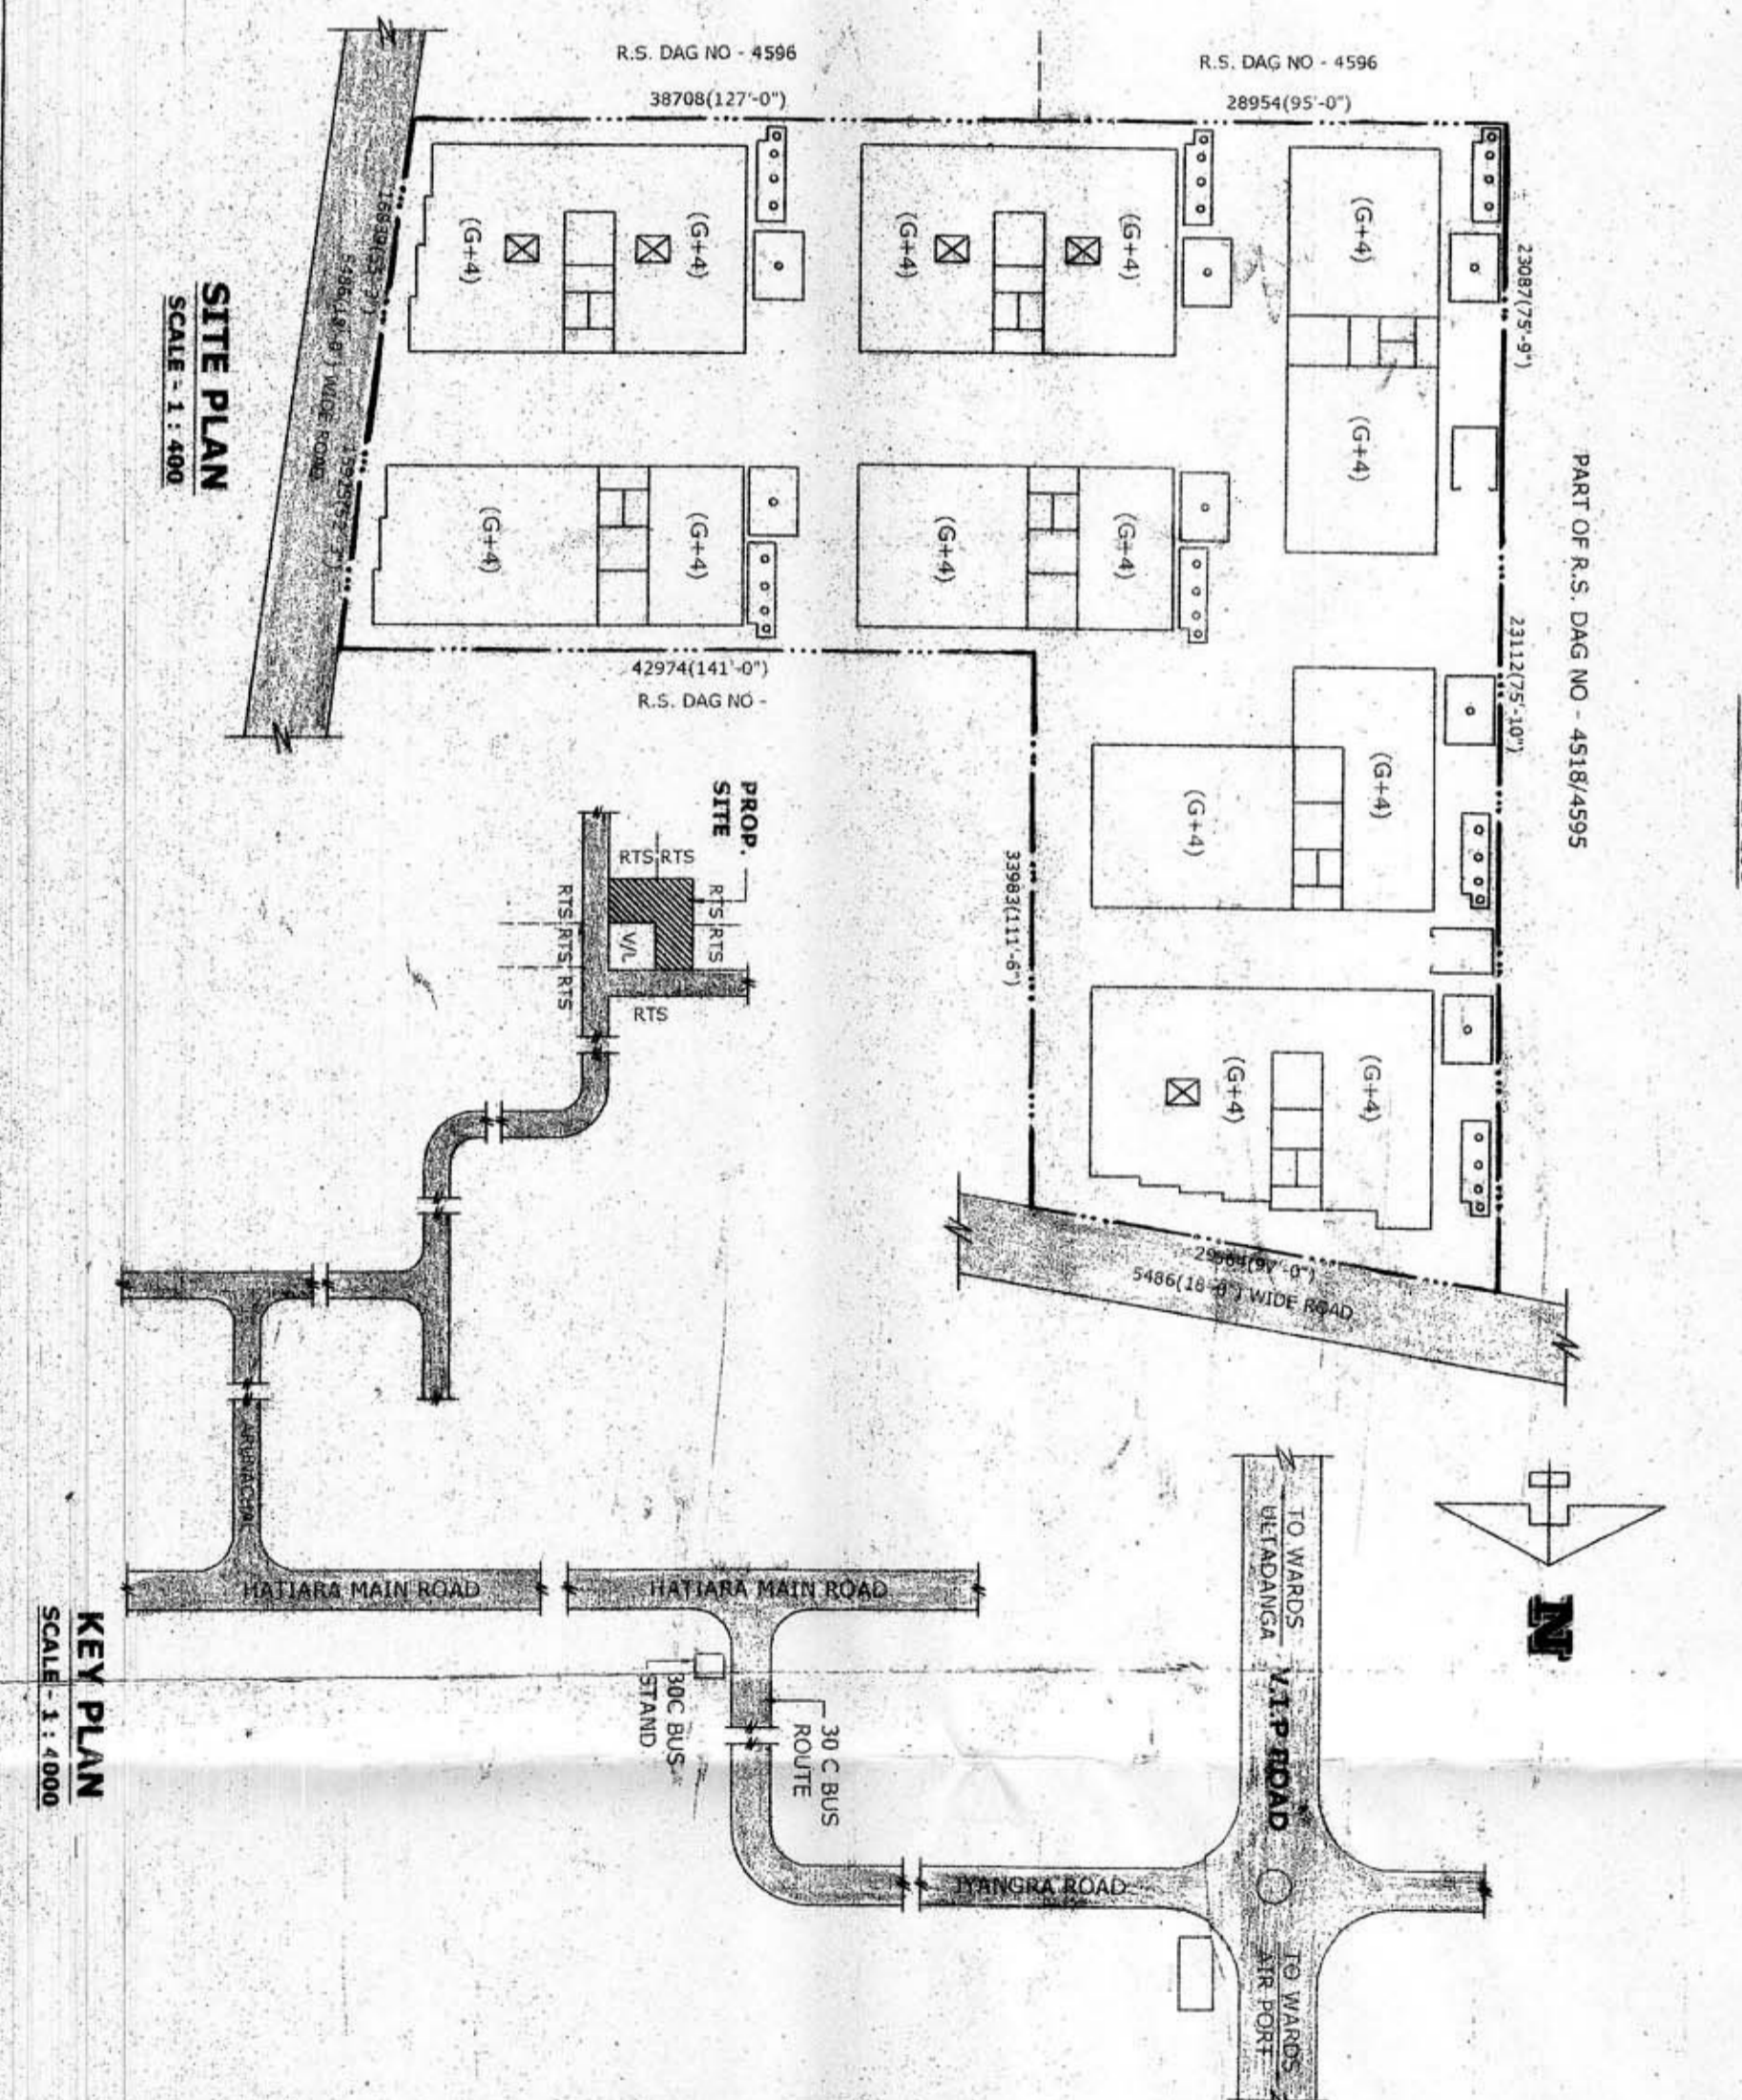 R.S. DAG NO - 4596
38708(127'-0")
R.S. DAG NO - 4596
28954(95'-0")
23087(75'-9")
PART OF R.S. DAG NO - 4518/4595
23112(75'-10")
(G+4)
(G+4)
(G+4)
(G+4)
(G+4)
(G+4)
(G+4)
(G+4)
(G+4)
(G+4)
(G+4)
(G+4)
(G+4)
(G+4)
WIDE ROAD
SITE PLAN
SCALE - 1 : 400
42974(141'-0")
R.S. DAG NO -
33983(111'-6")
5486(18'-0") WIDE ROAD
PROP.
SITE
RTS RTS
RTS RTS
RTS RTS RTS
V/L
RTS
N
HATIARA MAIN ROAD
HATIARA MAIN ROAD
30C BUS
STAND
30 C BUS
ROUTE
JYANGRA ROAD
TO WARDS
ULTADANGA
V.I.P ROAD
TO WARDS
AIR PORT
KEY PLAN
SCALE - 1 : 4000